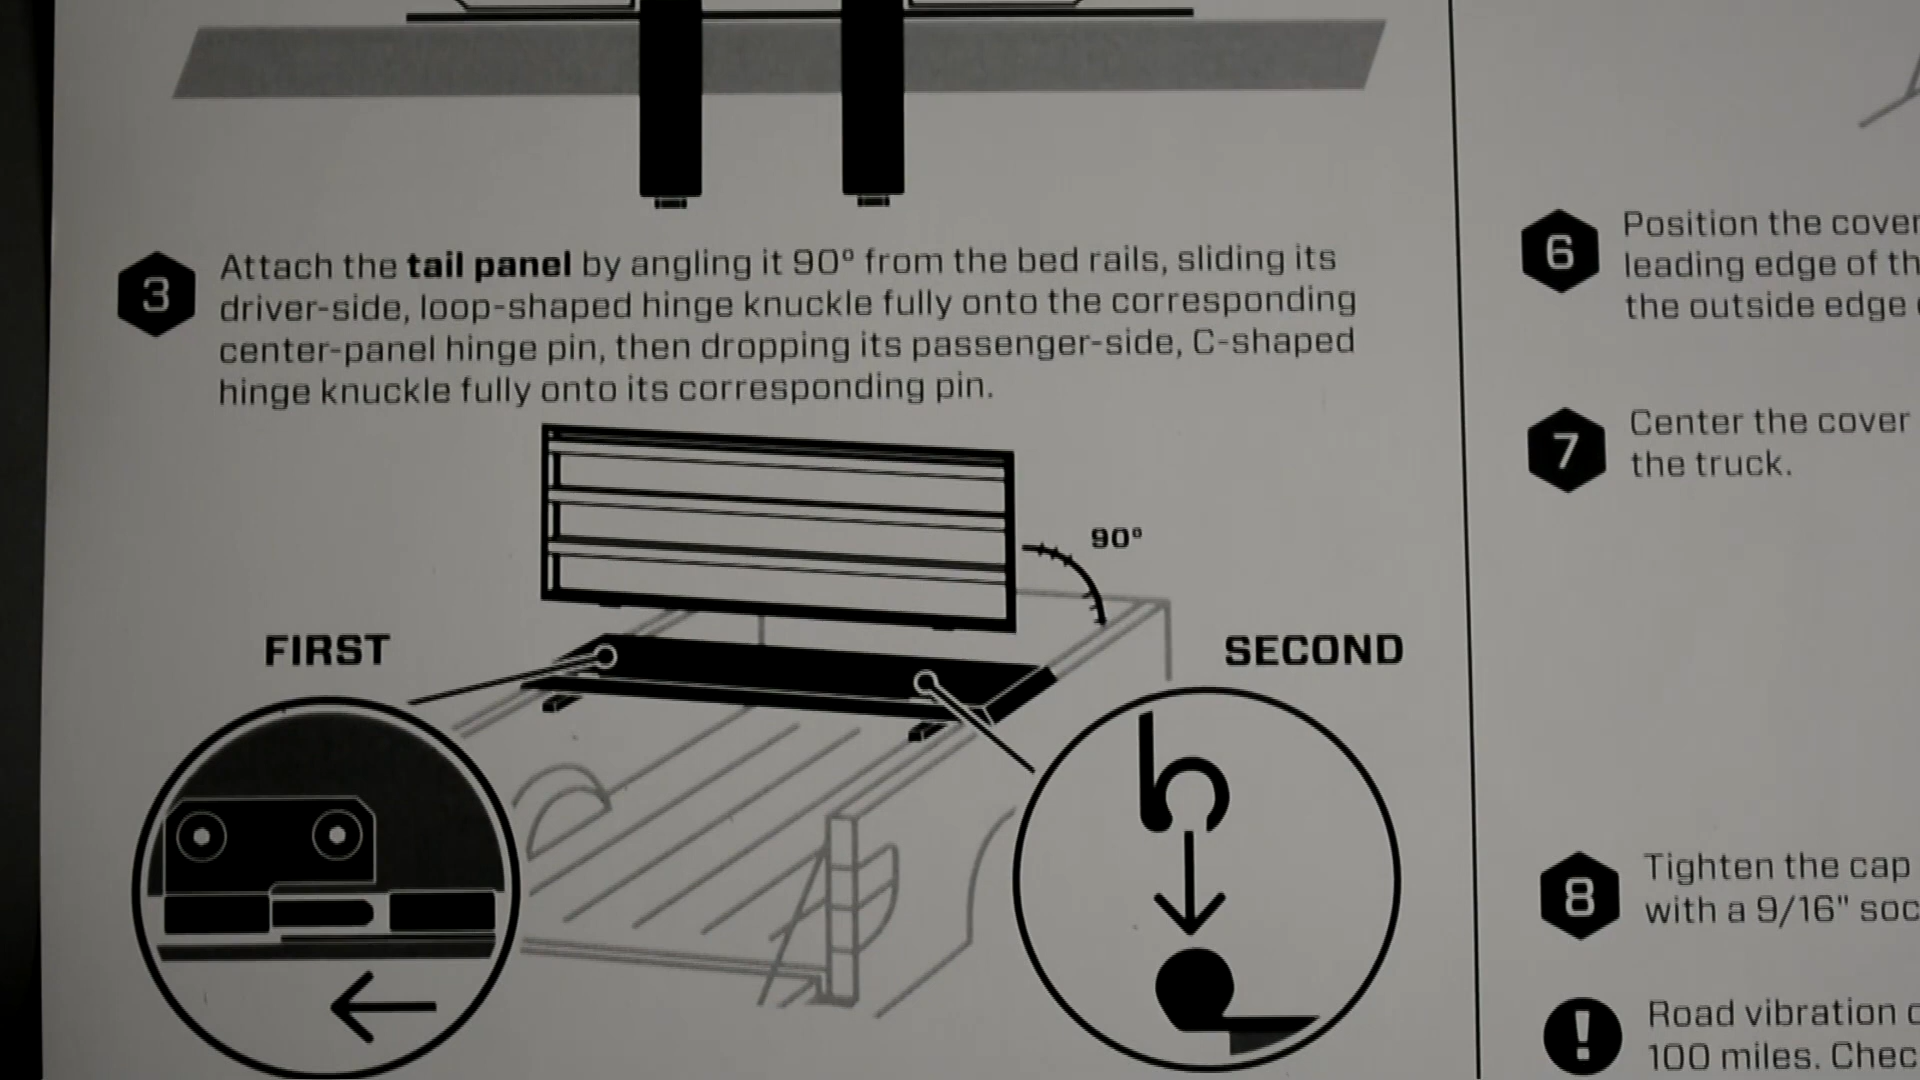 3
Attach the tail panel by angling it 90º from the bed rails, sliding its
driver-side, loop-shaped hinge knuckle fully onto the corresponding
center-panel hinge pin, then dropping its passenger-side, C-shaped
hinge knuckle fully onto its corresponding pin.
90º
FIRST
SECOND
6
Position the cover
leading edge of th
the outside edge
7
Center the cover
the truck.
8
Tighten the cap
with a 9/16" soc
!
Road vibration
100 miles. Chec